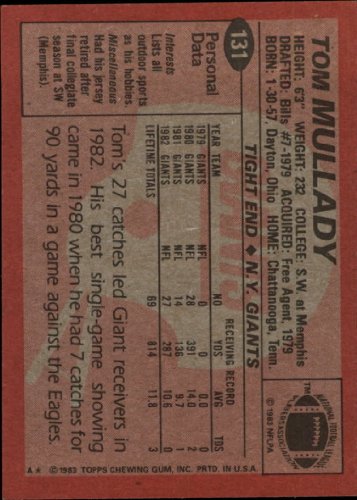 131
TOM MULLADY
TIGHT END ◆ N.Y. GIANTS
HEIGHT: 6'3" WEIGHT: 232 COLLEGE: S.W. at Memphis
DRAFTED: Bills #7-1979 ACQUIRED: Free Agent, 1979
BORN: 1-30-57, Dayton, Ohio HOME: Chattanooga, Tenn.
NATIONAL FOOTBALL LEAGUE PLAYERS ASSOCIATION
©1983 NFLPA
Personal Data
Interests
Lists all
outdoor sports
as his hobbies.
Miscellaneous
Had his jersey
retired after
final collegiate
season at SW
(Memphis).
RECEIVING RECORD
YEAR TEAM NO YDS AVG TDS
1979 GIANTS NFL 0 0 0.0 0
1980 GIANTS NFL 28 391 14.0 2
1981 GIANTS NFL 14 136 9.7 1
1982 GIANTS NFL 27 287 10.6 0
LIFETIME TOTALS 69 814 11.8 3
Tom's 27 catches led Giant receivers in
1982. His best single-game showing
came in 1980 when he had 7 catches for
90 yards in a game against the Eagles.
A★ ©1983 TOPPS CHEWING GUM, INC. PRTD. IN U.S.A.